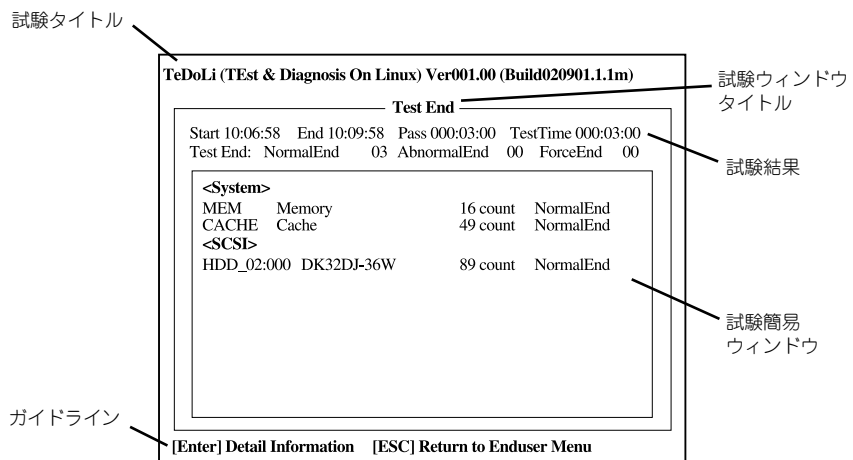 試験タイトル
TeDoLi (TEst & Diagnosis On Linux) Ver001.00 (Build020901.1.1m)
試験ウィンドウ
タイトル
Test End
Start 10:06:58 End 10:09:58 Pass 000:03:00 TestTime 000:03:00
Test End: NormalEnd 03 AbnormalEnd 00 ForceEnd 00
試験結果
<System>
MEM Memory 16 count NormalEnd
CACHE Cache 49 count NormalEnd
<SCSI>
HDD_02:000 DK32DJ-36W 89 count NormalEnd
試験簡易
ウィンドウ
ガイドライン
[Enter] Detail Information [ESC] Return to Enduser Menu